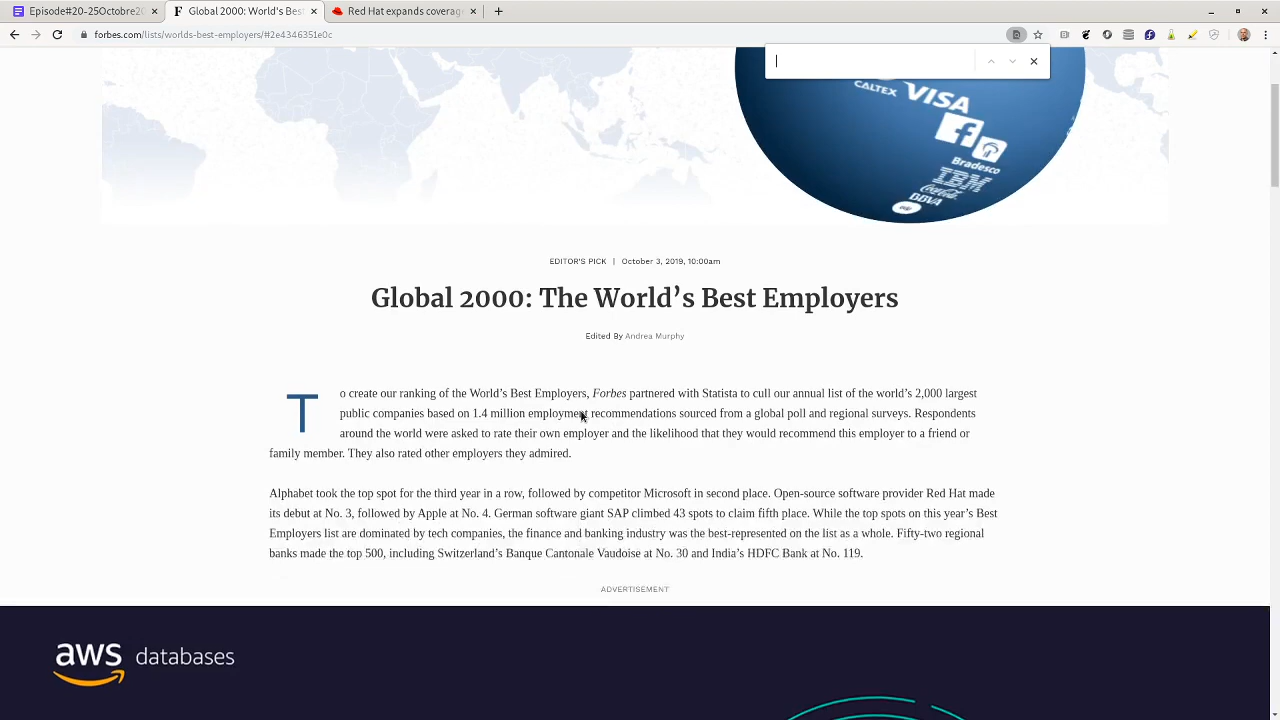 Episode#20-25Octobre2
Global 2000: World's Best
Red Hat expands coverag
forbes.com/lists/worlds-best-employers/#2e4346351e0c
CALTEX
VISA
Bradesco
IBM
Coca-Cola
BBVA
EDITOR'S PICK | October 3, 2019, 10:00am
Global 2000: The World’s Best Employers
Edited By Andrea Murphy
To create our ranking of the World’s Best Employers, Forbes partnered with Statista to cull our annual list of the world’s 2,000 largest
public companies based on 1.4 million employment recommendations sourced from a global poll and regional surveys. Respondents
around the world were asked to rate their own employer and the likelihood that they would recommend this employer to a friend or
family member. They also rated other employers they admired.
Alphabet took the top spot for the third year in a row, followed by competitor Microsoft in second place. Open-source software provider Red Hat made
its debut at No. 3, followed by Apple at No. 4. German software giant SAP climbed 43 spots to claim fifth place. While the top spots on this year’s Best
Employers list are dominated by tech companies, the finance and banking industry was the best-represented on the list as a whole. Fifty-two regional
banks made the top 500, including Switzerland’s Banque Cantonale Vaudoise at No. 30 and India’s HDFC Bank at No. 119.
ADVERTISEMENT
aws databases